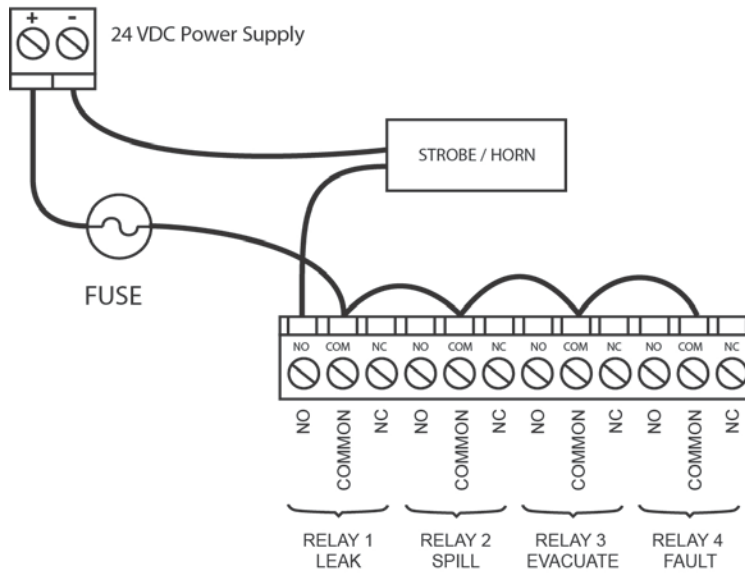 + -
24 VDC Power Supply
STROBE / HORN
FUSE
NO COM NC NO COM NC NO COM NC NO COM NC
NO COMMON NC NO COMMON NC NO COMMON NC NO COMMON NC
RELAY 1 RELAY 2 RELAY 3 RELAY 4
LEAK SPILL EVACUATE FAULT